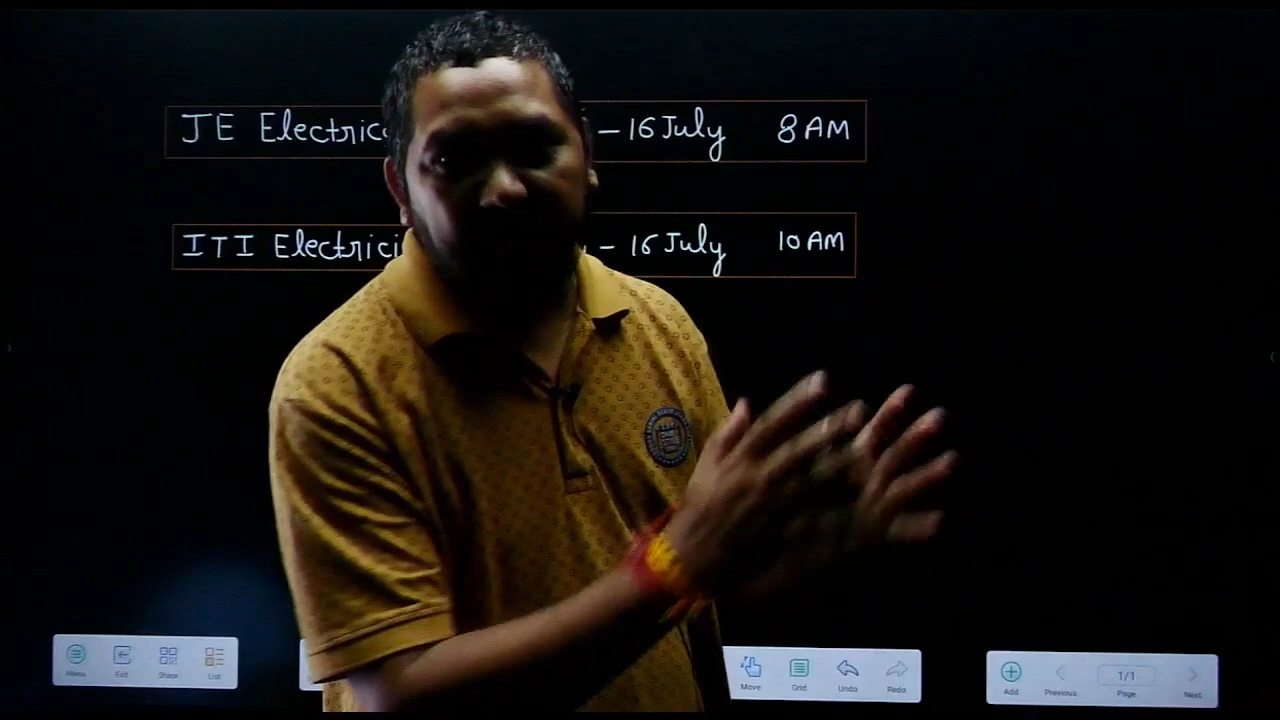 JE Electrica - 16 July 8 AM
ITI Electrici - 16 July 10 AM
Menu Exit Share List Move Grid Undo Redo Add Previous 1/1 Page Next